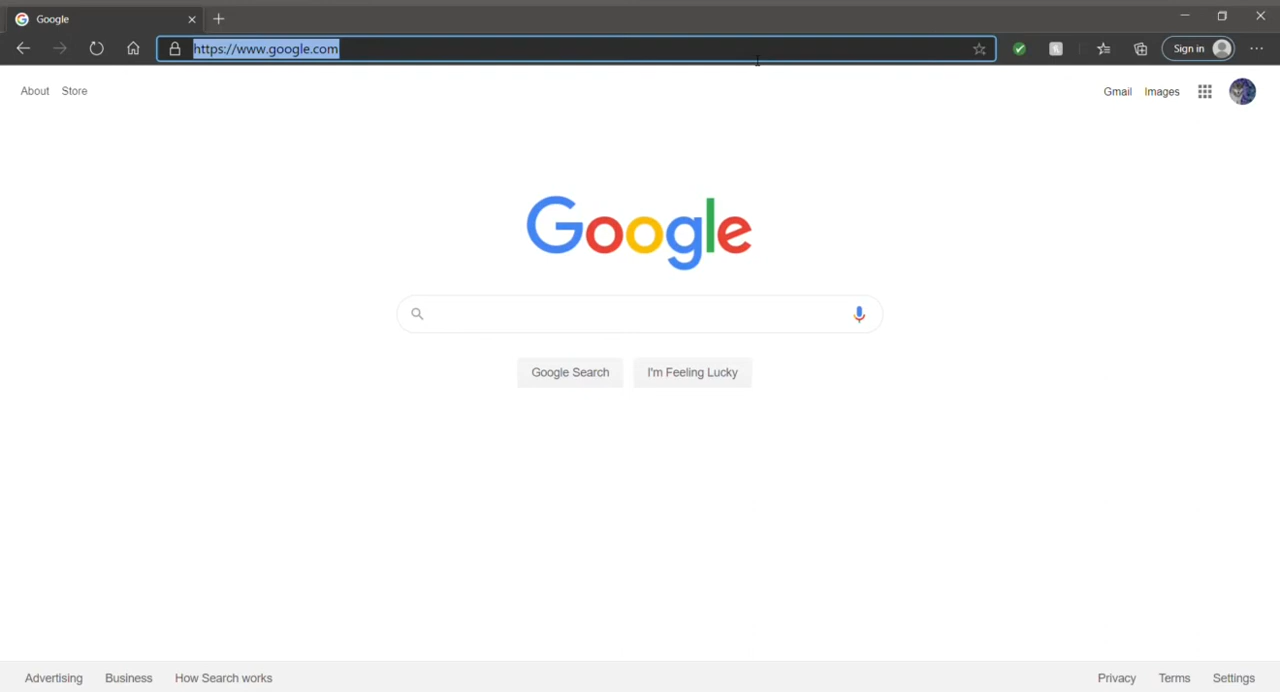 Google
https://www.google.com
Sign in
About Store
Gmail Images
Google
Google Search I'm Feeling Lucky
Advertising Business How Search works
Privacy Terms Settings